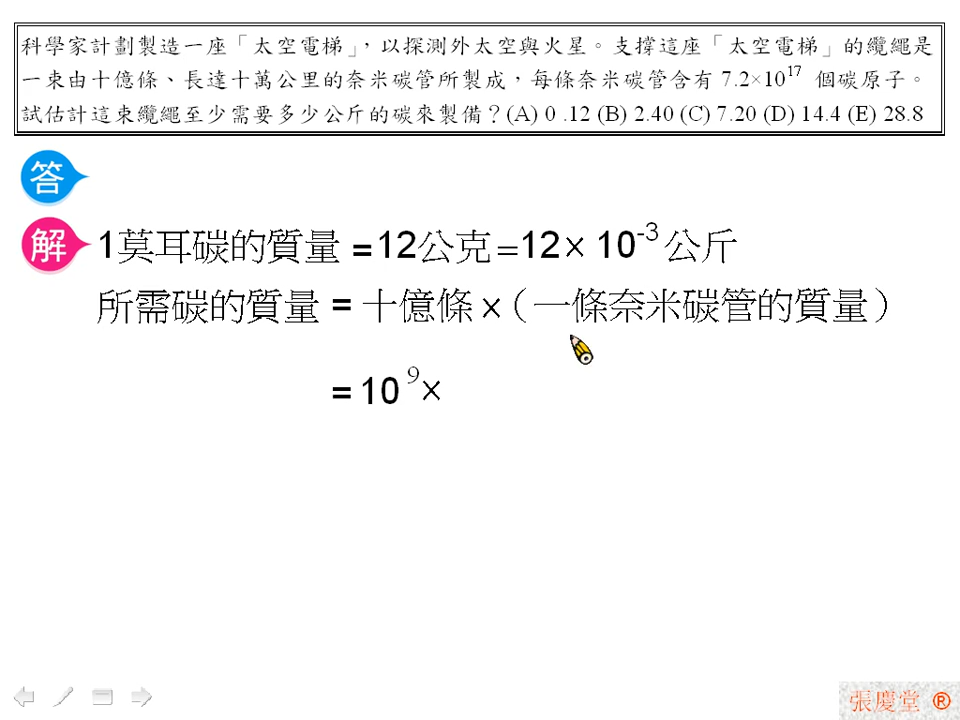 科學家計劃製造一座「太空電梯」，以探測外太空與火星。支撐這座「太空電梯」的纜繩是
一束由十億條、長達十萬公里的奈米碳管所製成，每條奈米碳管含有 7.2×10¹⁷ 個碳原子。
試估計這束纜繩至少需要多少公斤的碳來製備？(A) 0 .12 (B) 2.40 (C) 7.20 (D) 14.4 (E) 28.8
答
解 1莫耳碳的質量 =12公克=12× 10⁻³公斤
所需碳的質量 = 十億條 x（一條奈米碳管的質量）
= 10⁹×
張慶堂 ®